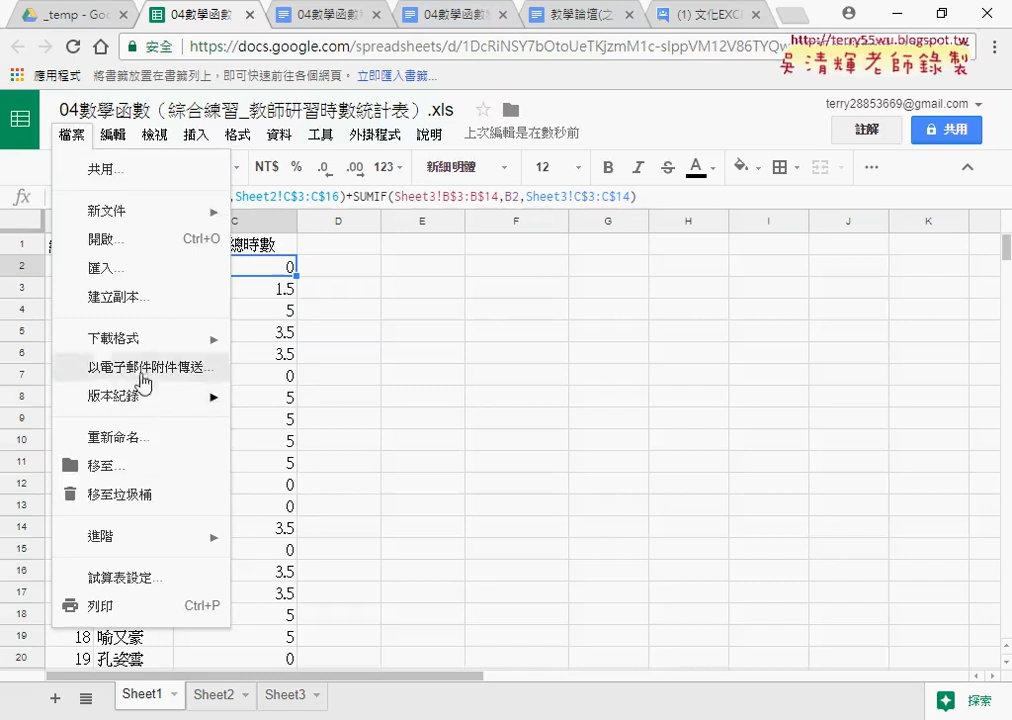 _temp - Goo
04數學函數
04數學函數
04數學函數
教學論壇(之
(1) 文化EXC
安全 https://docs.google.com/spreadsheets/d/1DcRiNSY7bOtoUeTKjzmM1c-sIppVM12V86TYQw
http://terry55wu.blogspot.tw
吳清輝老師錄製
應用程式 將書籤放置在書籤列上，即可快速前往各個網頁。 立即匯入書籤...
04數學函數（綜合練習_教師研習時數統計表）.xls
terry28853669@gmail.com
檔案 編輯 檢視 插入 格式 資料 工具 外掛程式 說明 上次編輯是在數秒前
註解 共用
NT$ % .0 .00 123 新細明體 12 B I S A
fx ,Sheet2!C$3:C$16)+SUMIF(Sheet3!B$3:B$14,B2,Sheet3!C$3:C$14)
C D E F G H I J K
1 總時數
2 0
3 1.5
4 5
5 3.5
6 3.5
7 0
8 5
9 5
10 5
11 5
12 0
13 0
14 3.5
15 0
16 3.5
17 3.5
18 5
19 18 喻又豪 5
20 19 孔姿雲 0
共用...
新文件
開啟... Ctrl+O
匯入...
建立副本...
下載格式
以電子郵件附件傳送...
版本紀錄
重新命名...
移至...
移至垃圾桶
進階
試算表設定...
列印 Ctrl+P
Sheet1 Sheet2 Sheet3
探索